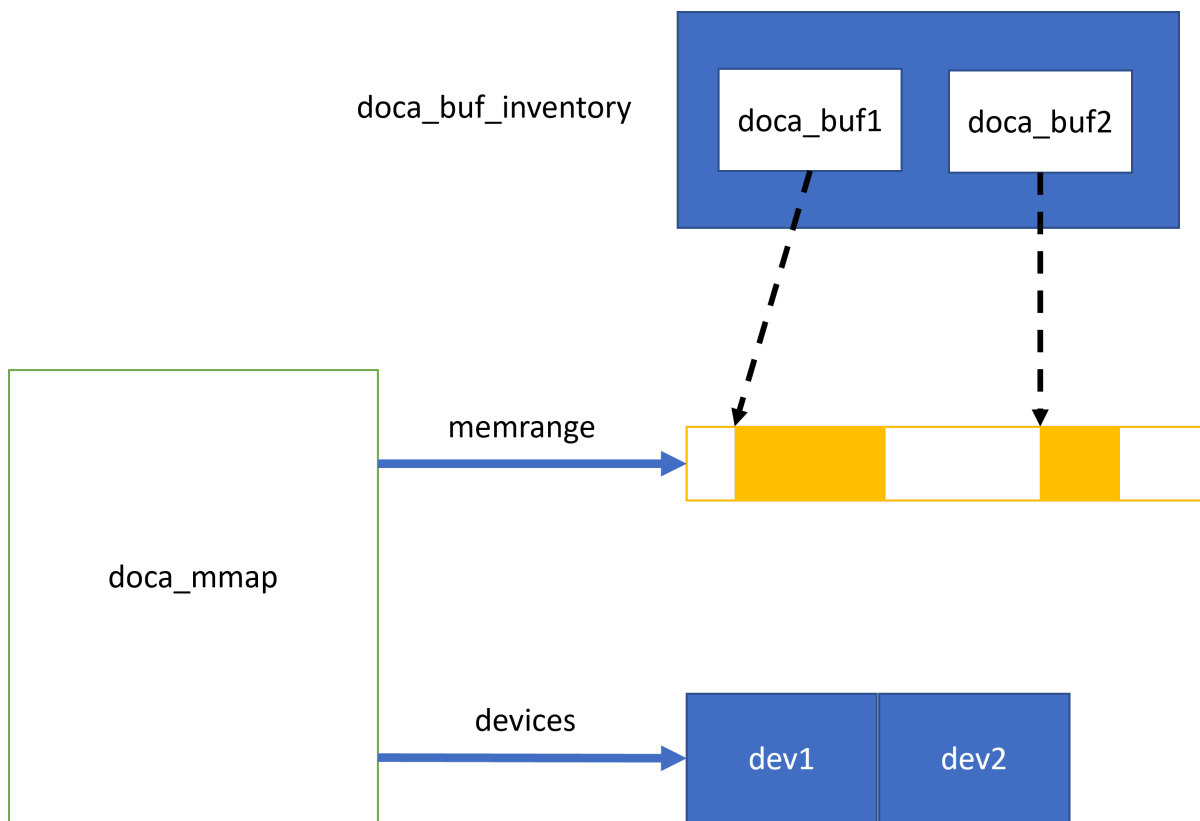 doca_buf_inventory
doca_buf1
doca_buf2
memrange
doca_mmap
devices
dev1
dev2